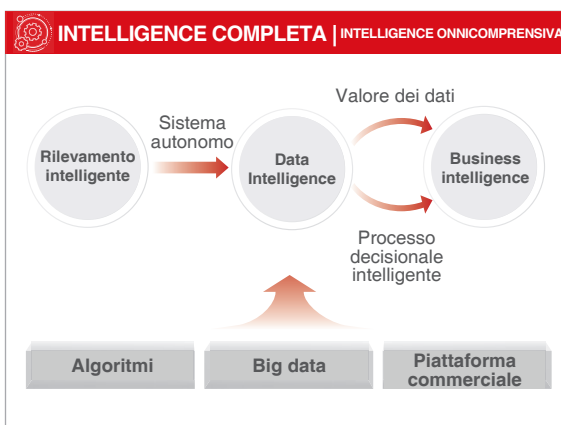 INTELLIGENCE COMPLETA | INTELLIGENCE ONNICOMPRENSIVA
Valore dei dati
Sistema
autonomo
Rilevamento
intelligente
Data
Intelligence
Business
intelligence
Processo
decisionale
intelligente
Algoritmi
Big data
Piattaforma
commerciale